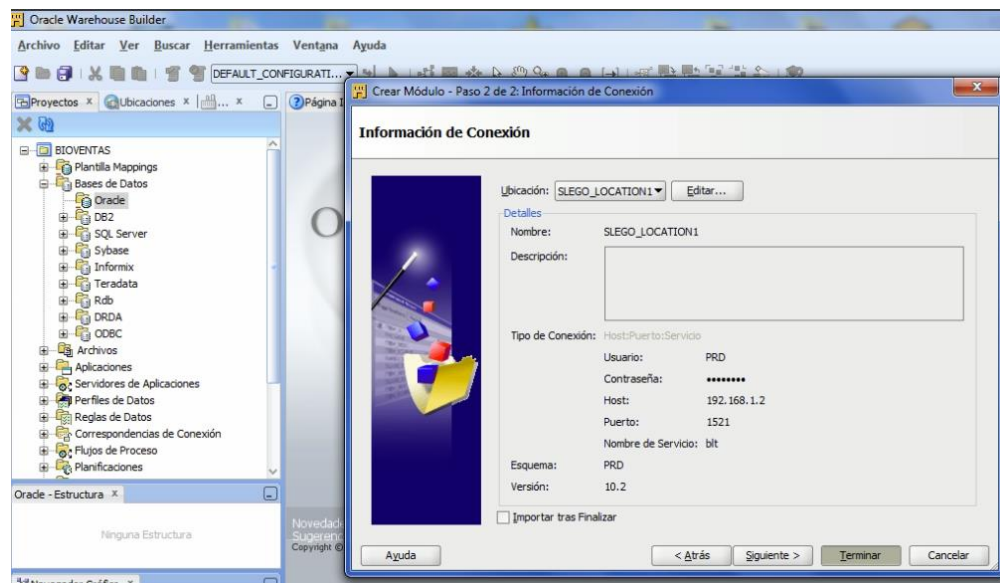 Oracle Warehouse Builder
Archivo Editar Ver Buscar Herramientas Ventana Ayuda
DEFAULT_CONFIGURATI...
Proyectos x Ubicaciones x ... x
Página I
BIOVENTAS
Plantilla Mappings
Bases de Datos
Oracle
DB2
SQL Server
Sybase
Informix
Teradata
Rdb
DRDA
ODBC
Archivos
Aplicaciones
Servidores de Aplicaciones
Perfiles de Datos
Reglas de Datos
Correspondencias de Conexión
Flujos de Proceso
Planificaciones
Oracle - Estructura x
Ninguna Estructura
O
Novedade
Sugerenc
Copyright ©
Crear Módulo - Paso 2 de 2: Información de Conexión
Información de Conexión
Ubicación: SLEGO_LOCATION1 Editar...
Detalles
Nombre: SLEGO_LOCATION1
Descripción:
Tipo de Conexión: Host:Puerto:Servicio
Usuario: PRD
Contraseña: ••••••••
Host: 192.168.1.2
Puerto: 1521
Nombre de Servicio: blt
Esquema: PRD
Versión: 10.2
Importar tras Finalizar
Ayuda < Atrás Siguiente > Terminar Cancelar